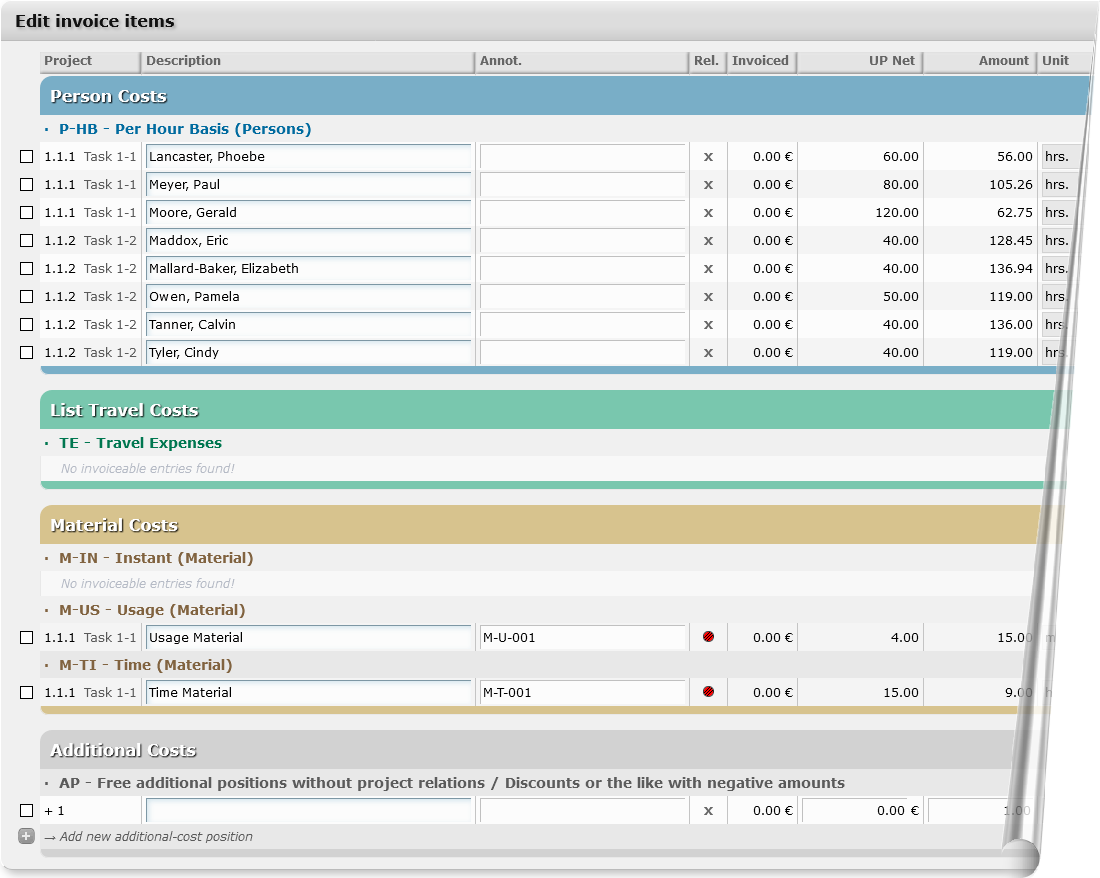 Edit invoice items
Project Description Annot. Rel. Invoiced UP Net Amount Unit
Person Costs
· P-HB - Per Hour Basis (Persons)
1.1.1 Task 1-1 Lancaster, Phoebe x 0.00 € 60.00 56.00 hrs.
1.1.1 Task 1-1 Meyer, Paul x 0.00 € 80.00 105.26 hrs.
1.1.1 Task 1-1 Moore, Gerald x 0.00 € 120.00 62.75 hrs.
1.1.2 Task 1-2 Maddox, Eric x 0.00 € 40.00 128.45 hrs.
1.1.2 Task 1-2 Mallard-Baker, Elizabeth x 0.00 € 40.00 136.94 hrs.
1.1.2 Task 1-2 Owen, Pamela x 0.00 € 50.00 119.00 hrs.
1.1.2 Task 1-2 Tanner, Calvin x 0.00 € 40.00 136.00 hrs.
1.1.2 Task 1-2 Tyler, Cindy x 0.00 € 40.00 119.00 hrs.
List Travel Costs
· TE - Travel Expenses
No invoiceable entries found!
Material Costs
· M-IN - Instant (Material)
No invoiceable entries found!
· M-US - Usage (Material)
1.1.1 Task 1-1 Usage Material M-U-001 0.00 € 4.00 15.00 m
· M-TI - Time (Material)
1.1.1 Task 1-1 Time Material M-T-001 0.00 € 15.00 9.00 h
Additional Costs
· AP - Free additional positions without project relations / Discounts or the like with negative amounts
+ 1 x 0.00 € 0.00 € 1.00
→ Add new additional-cost position